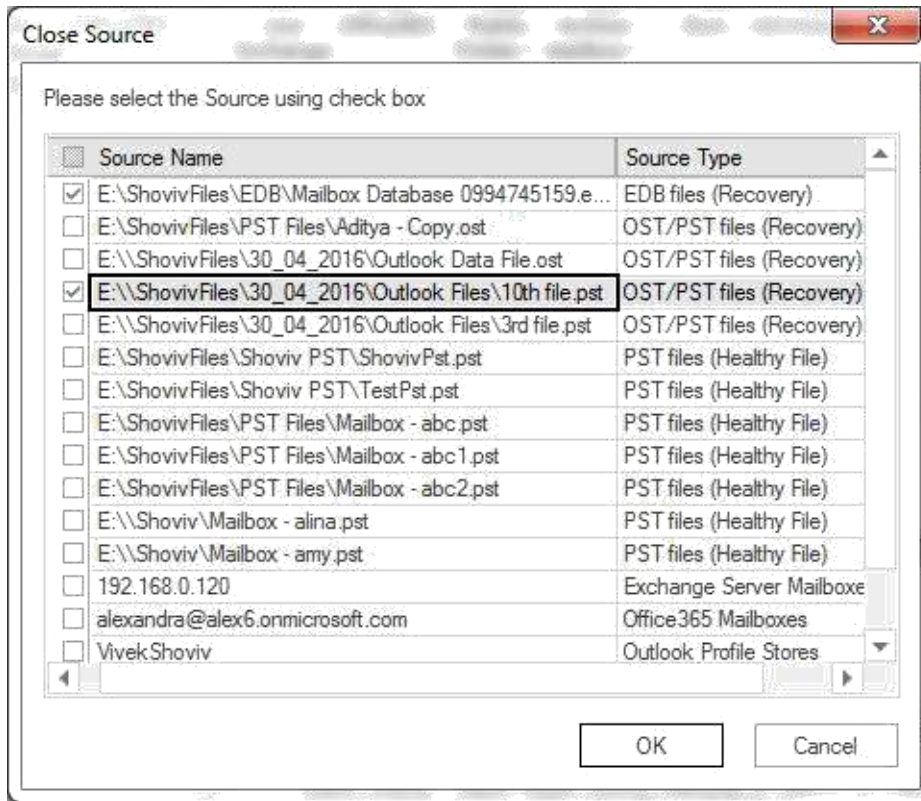 Close Source
Please select the Source using check box
Source Name Source Type
E:\ShovivFiles\EDB\Mailbox Database 0994745159.e... EDB files (Recovery)
E:\ShovivFiles\PST Files\Aditya - Copy.ost OST/PST files (Recovery)
E:\\ShovivFiles\30_04_2016\Outlook Data File.ost OST/PST files (Recovery)
E:\\ShovivFiles\30_04_2016\Outlook Files\10th file.pst OST/PST files (Recovery)
E:\\ShovivFiles\30_04_2016\Outlook Files\3rd file.pst OST/PST files (Recovery)
E:\ShovivFiles\Shoviv PST\ShovivPst.pst PST files (Healthy File)
E:\ShovivFiles\Shoviv PST\TestPst.pst PST files (Healthy File)
E:\ShovivFiles\PST Files\Mailbox - abc.pst PST files (Healthy File)
E:\ShovivFiles\PST Files\Mailbox - abc1.pst PST files (Healthy File)
E:\ShovivFiles\PST Files\Mailbox - abc2.pst PST files (Healthy File)
E:\\Shoviv\Mailbox - alina.pst PST files (Healthy File)
E:\\Shoviv\Mailbox - amy.pst PST files (Healthy File)
192.168.0.120 Exchange Server Mailboxe
alexandra@alex6.onmicrosoft.com Office365 Mailboxes
VivekShoviv Outlook Profile Stores
OK Cancel